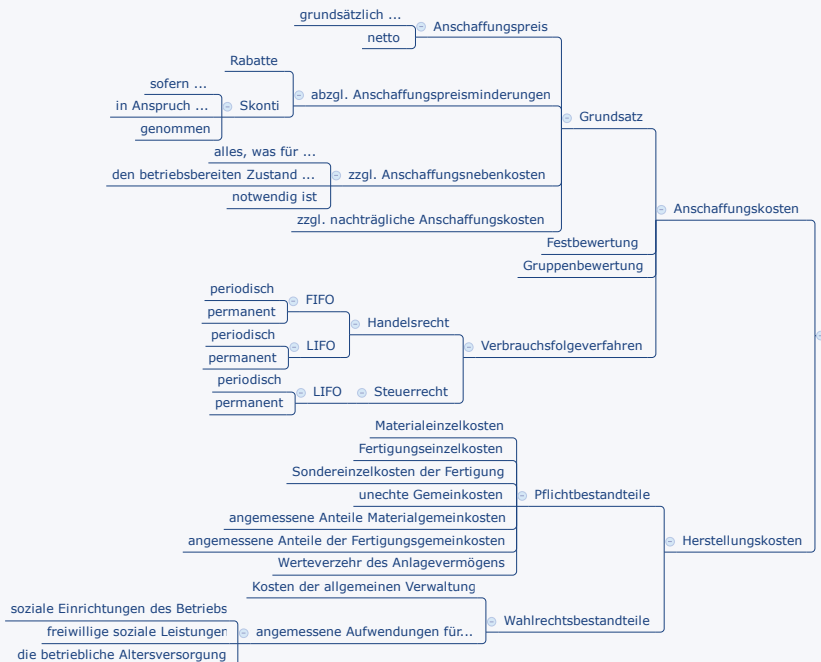 grundsätzlich ...
Anschaffungspreis
netto
Rabatte
sofern ...
abzgl. Anschaffungspreisminderungen
in Anspruch ...
Skonti
Grundsatz
genommen
alles, was für ...
den betriebsbereiten Zustand ...
zzgl. Anschaffungsnebenkosten
notwendig ist
Anschaffungskosten
zzgl. nachträgliche Anschaffungskosten
Festbewertung
Gruppenbewertung
periodisch
FIFO
permanent
Handelsrecht
periodisch
LIFO
Verbrauchsfolgeverfahren
permanent
periodisch
LIFO
Steuerrecht
permanent
Materialeinzelkosten
Fertigungseinzelkosten
Sondereinzelkosten der Fertigung
unechte Gemeinkosten
Pflichtbestandteile
angemessene Anteile Materialgemeinkosten
angemessene Anteile der Fertigungsgemeinkosten
Herstellungskosten
Werteverzehr des Anlagevermögens
Kosten der allgemeinen Verwaltung
soziale Einrichtungen des Betriebs
Wahlrechtsbestandteile
freiwillige soziale Leistungen
angemessene Aufwendungen für...
die betriebliche Altersversorgung